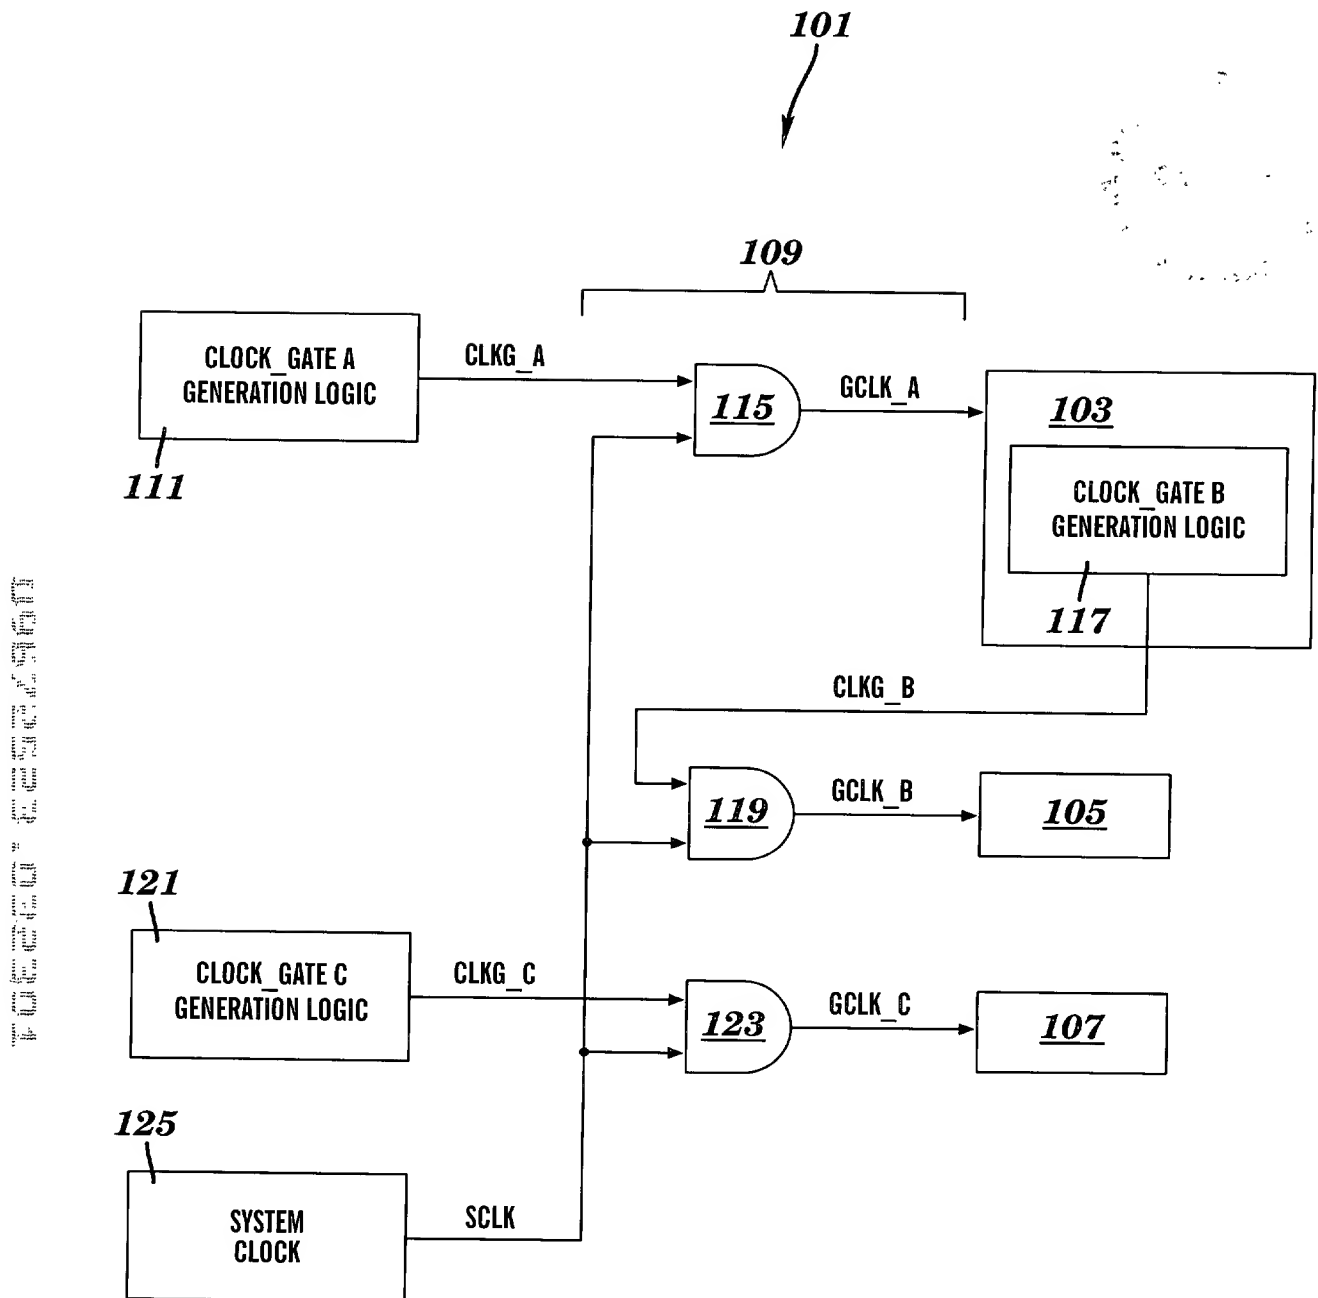 101
109
CLOCK_GATE A
GENERATION LOGIC
CLKG_A
115
GCLK_A
103
111
CLOCK_GATE B
GENERATION LOGIC
117
CLKG_B
119
GCLK_B
105
121
CLOCK_GATE C
GENERATION LOGIC
CLKG_C
123
GCLK_C
107
125
SYSTEM
CLOCK
SCLK